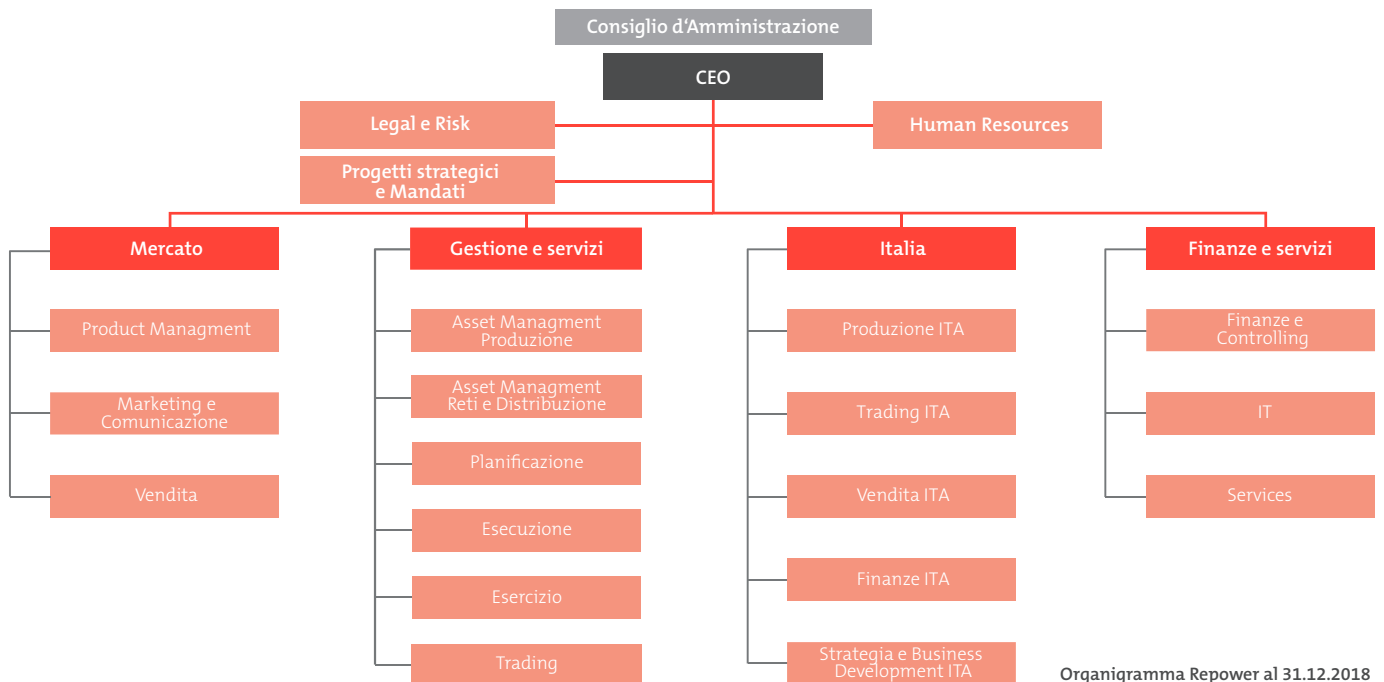 Consiglio d‘Amministrazione
CEO
Legal e Risk
Human Resources
Progetti strategici
e Mandati
Mercato
Product Managment
Marketing e
Comunicazione
Vendita
Gestione e servizi
Asset Managment
Produzione
Asset Managment
Reti e Distribuzione
Planificazione
Esecuzione
Esercizio
Trading
Italia
Produzione ITA
Trading ITA
Vendita ITA
Finanze ITA
Strategia e Business
Development ITA
Finanze e servizi
Finanze e
Controlling
IT
Services
Organigramma Repower al 31.12.2018